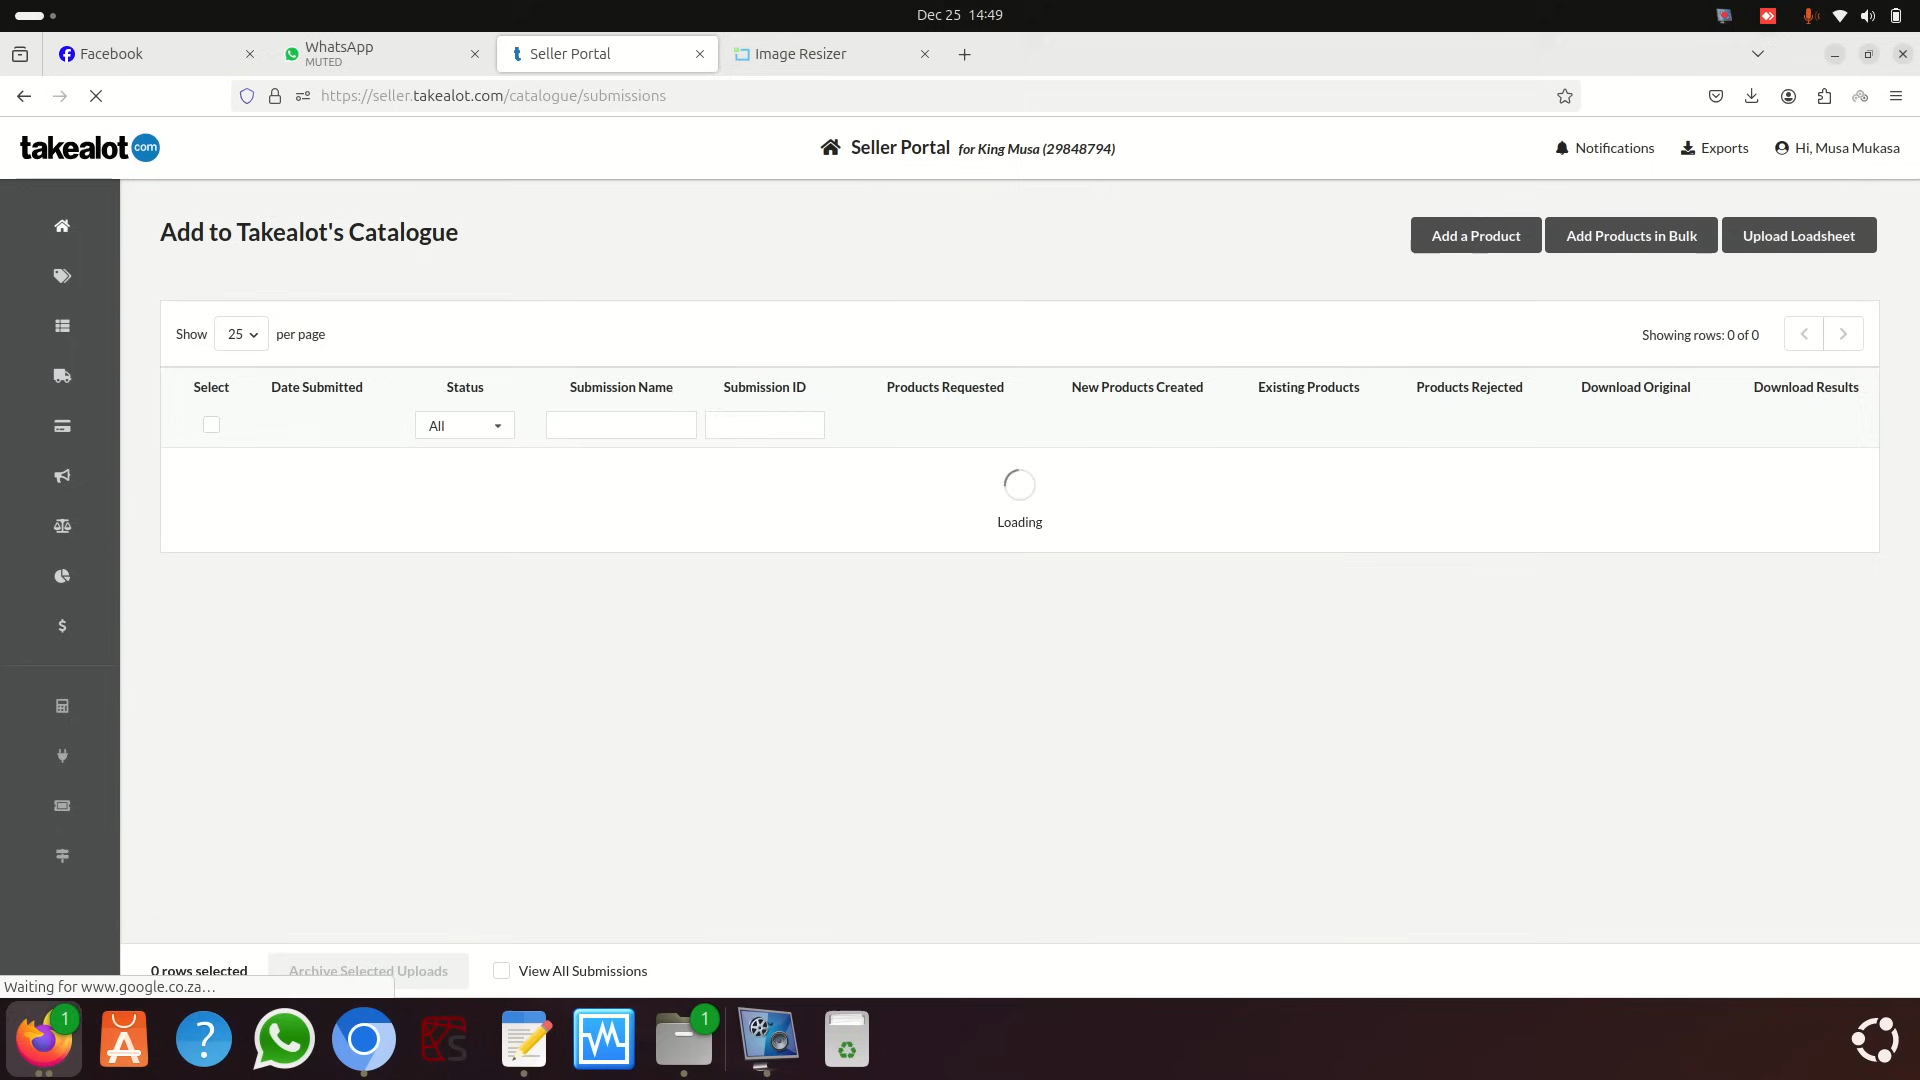 Dec 25 14:49
Facebook
WhatsApp
MUTED
Seller Portal
Image Resizer
https://seller.takealot.com/catalogue/submissions
takealot com
Seller Portal for King Musa (29848794)
Notifications
Exports
Hi, Musa Mukasa
Add to Takealot's Catalogue
Add a Product
Add Products in Bulk
Upload Loadsheet
Show 25 per page
Showing rows: 0 of 0
Select
Date Submitted
Status
Submission Name
Submission ID
Products Requested
New Products Created
Existing Products
Products Rejected
Download Original
Download Results
All
Loading
0 rows selected
Archive Selected Uploads
View All Submissions
Waiting for www.google.co.za...
1
1